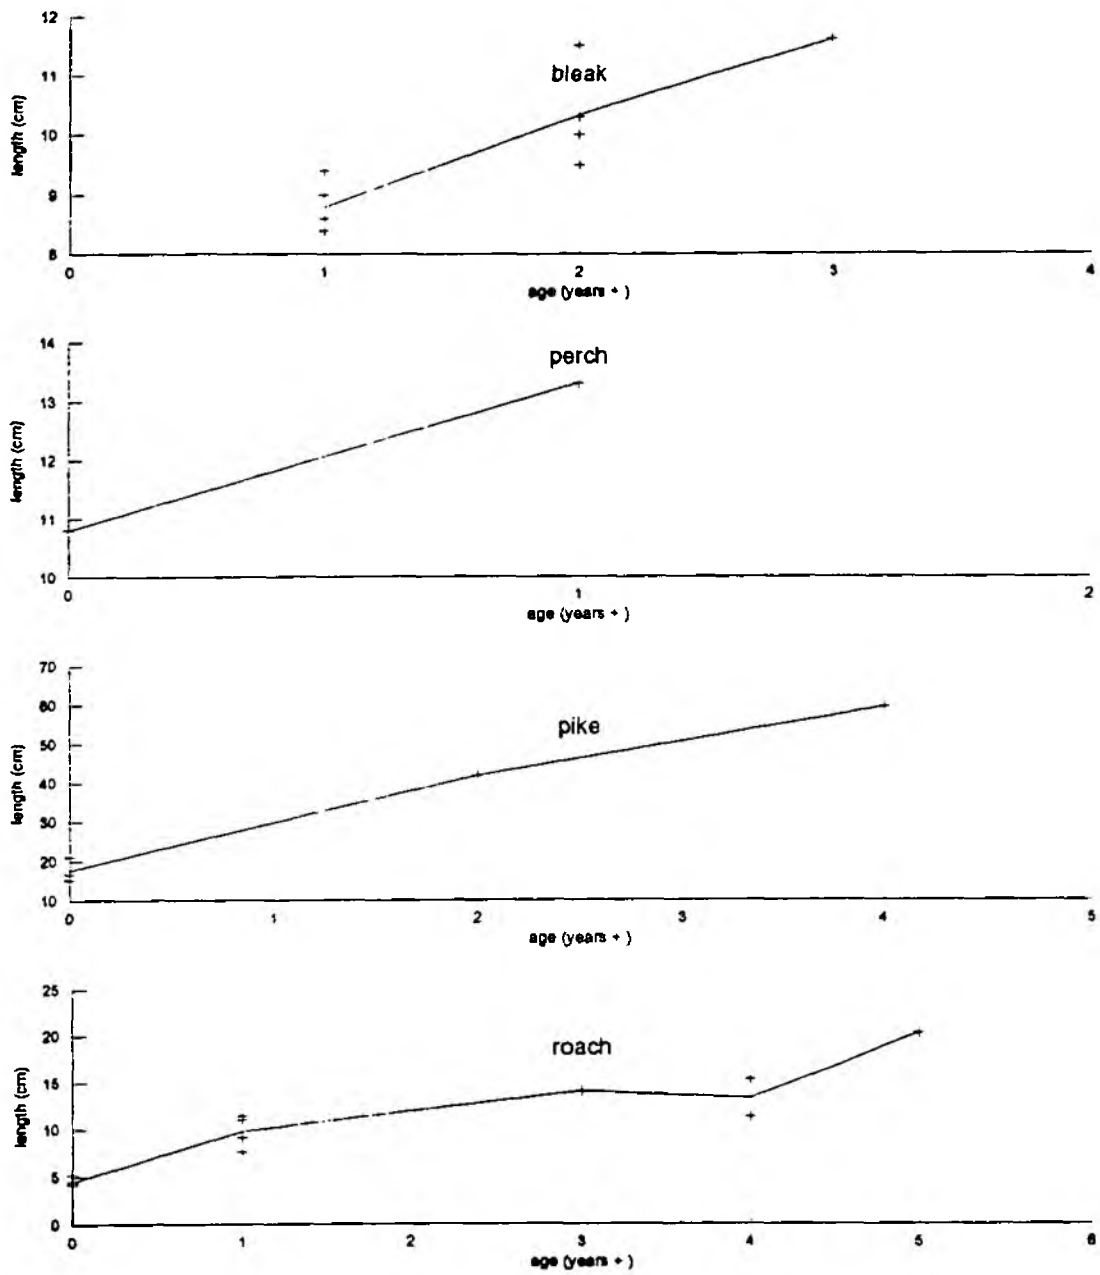 12
11
10
9
8
length (cm)
bleak
0 1 2 3 4
age (years + )
14
13
12
11
10
length (cm)
perch
0 1 2
age (years + )
70
60
50
40
30
20
10
length (cm)
pike
0 1 2 3 4 5
age (years + )
25
20
15
10
5
0
length (cm)
roach
0 1 2 3 4 5 6
age (years + )